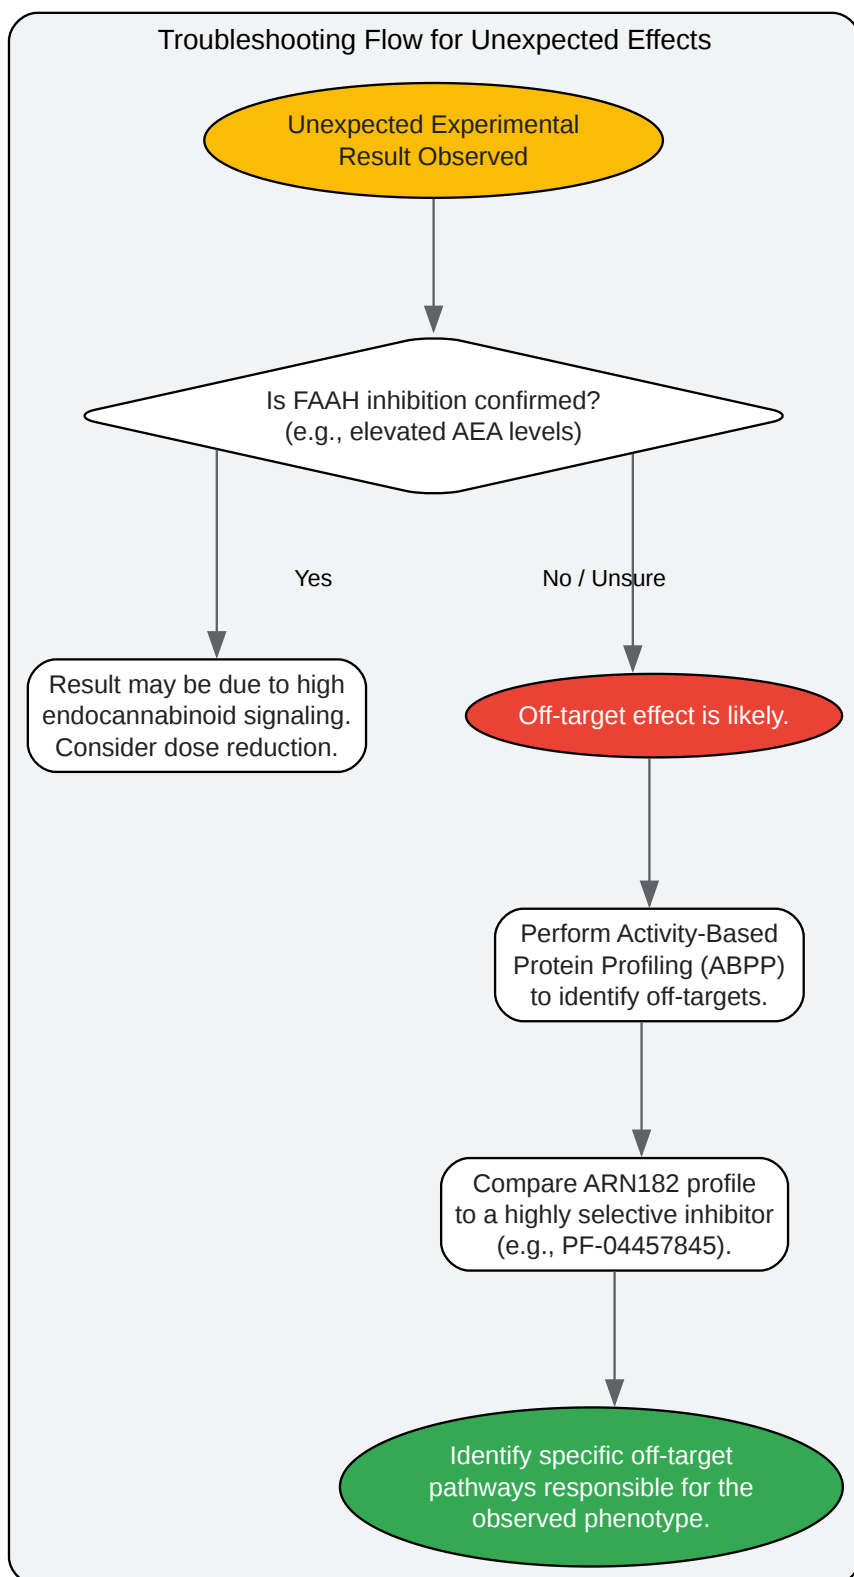 Troubleshooting Flow for Unexpected Effects
Unexpected Experimental
Result Observed
Is FAAH inhibition confirmed?
(e.g., elevated AEA levels)
Yes
No / Unsure
Result may be due to high
endocannabinoid signaling.
Consider dose reduction.
Off-target effect is likely.
Perform Activity-Based
Protein Profiling (ABPP)
to identify off-targets.
Compare ARN182 profile
to a highly selective inhibitor
(e.g., PF-04457845).
Identify specific off-target
pathways responsible for the
observed phenotype.